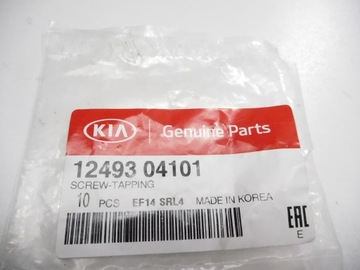 KIA Genuine Parts
12493 04101
SCREW-TAPPING
10 PCS EF14 SRL4 MADE IN KOREA
EAC
E